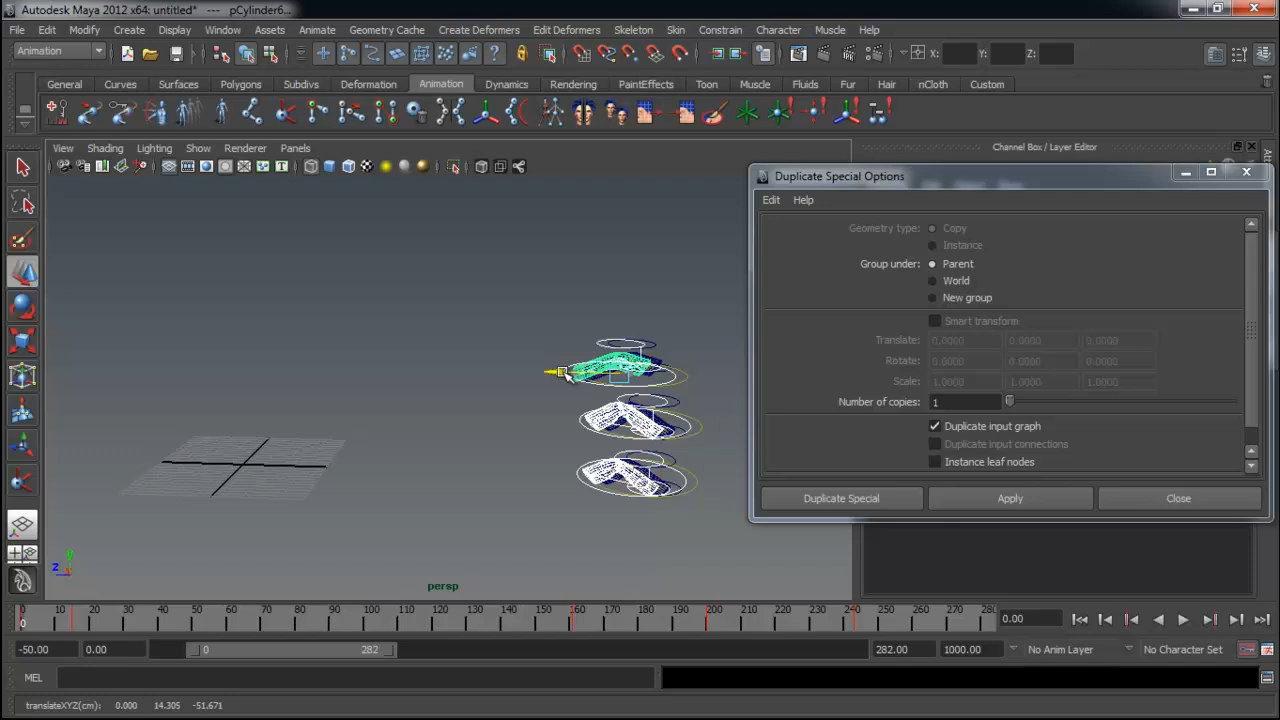 Autodesk Maya 2012 x64: untitled* --- pCylinder6...
File Edit Modify Create Display Window Assets Animate Geometry Cache Create Deformers Edit Deformers Skeleton Skin Constrain Character Muscle Help
Animation X: Y: Z:
General Curves Surfaces Polygons Subdivs Deformation Animation Dynamics Rendering PaintEffects Toon Muscle Fluids Fur Hair nCloth Custom
View Shading Lighting Show Renderer Panels
Channel Box / Layer Editor
Duplicate Special Options
Edit Help
Geometry type: Copy
Instance
Group under: Parent
World
New group
Smart transform
Translate: 0.0000 0.0000 0.0000
Rotate: 0.0000 0.0000 0.0000
Scale: 1.0000 1.0000 1.0000
Number of copies: 1
Duplicate input graph
Duplicate input connections
Instance leaf nodes
Duplicate Special Apply Close
y
z
persp
0 10 20 30 40 50 60 70 80 90 100 110 120 130 140 150 160 170 180 190 200 210 220 230 240 250 260 270 280
0 0.00
-50.00 0.00 0 282 282.00 1000.00 No Anim Layer No Character Set
MEL
translateXYZ(cm): 0.000 14.305 -51.671